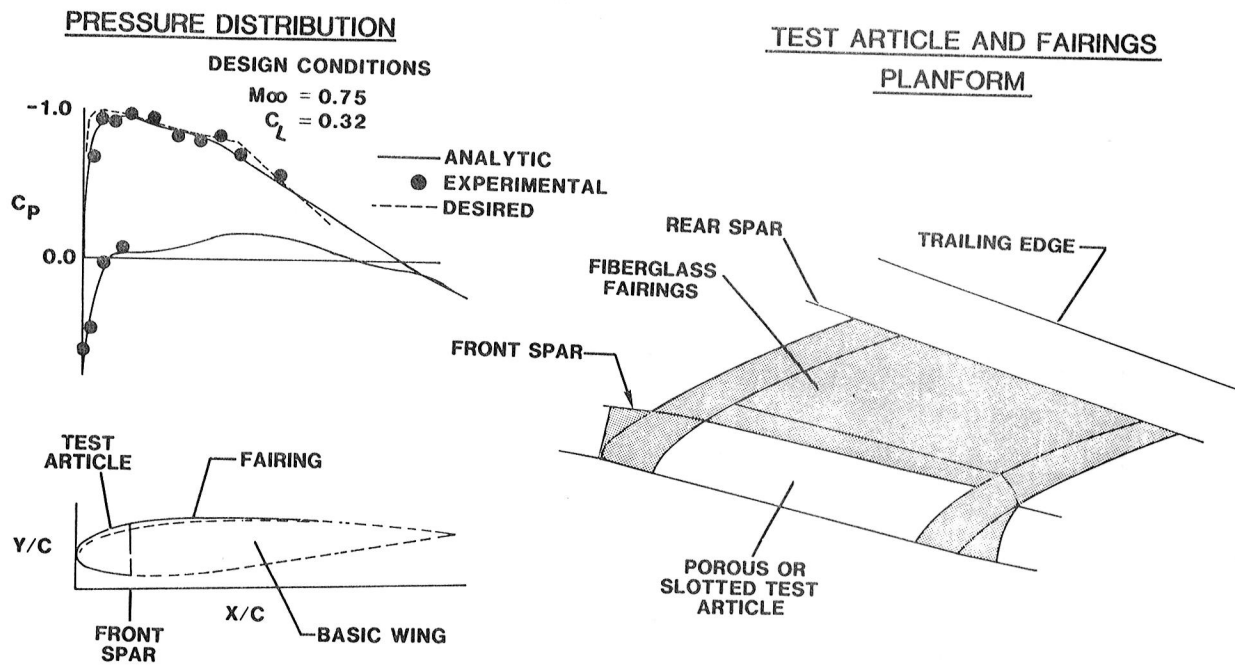 PRESSURE DISTRIBUTION
DESIGN CONDITIONS
M∞ = 0.75
C_L = 0.32
-1.0
C_P
0.0
ANALYTIC
EXPERIMENTAL
DESIRED
TEST
ARTICLE
FAIRING
Y/C
X/C
FRONT
SPAR
BASIC WING
TEST ARTICLE AND FAIRINGS
PLANFORM
REAR SPAR
TRAILING EDGE
FIBERGLASS
FAIRINGS
FRONT SPAR
POROUS OR
SLOTTED TEST
ARTICLE